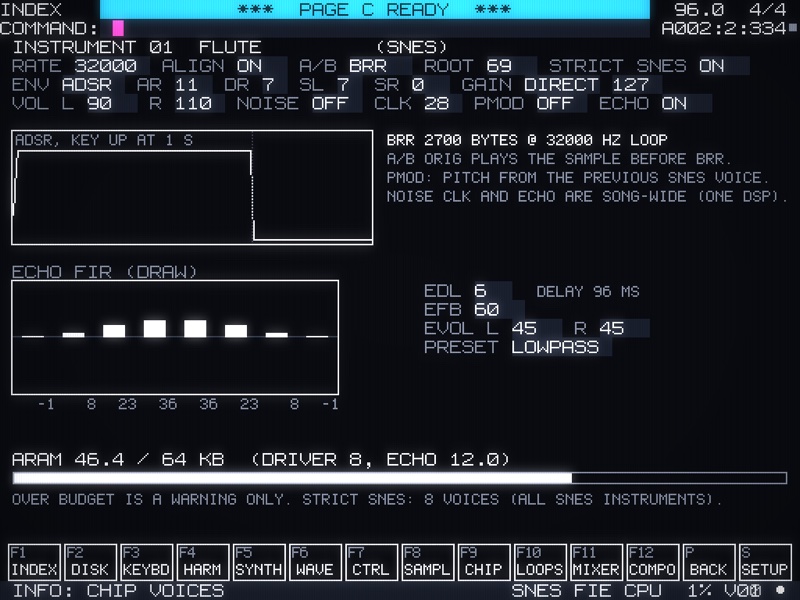 INDEX *** PAGE C READY *** 96.0 4/4
COMMAND: A002:2:334
INSTRUMENT 01 FLUTE (SNES)
RATE 32000 ALIGN ON A/B BRR ROOT 69 STRICT SNES ON
ENV ADSR AR 11 DR 7 SL 7 SR 0 GAIN DIRECT 127
VOL L 90 R 110 NOISE OFF CLK 28 PMOD OFF ECHO ON
ADSR, KEY UP AT 1 S
BRR 2700 BYTES @ 32000 HZ LOOP
A/B ORIG PLAYS THE SAMPLE BEFORE BRR.
PMOD: PITCH FROM THE PREVIOUS SNES VOICE.
NOISE CLK AND ECHO ARE SONG-WIDE (ONE DSP).
ECHO FIR (DRAW)
EDL 6 DELAY 96 MS
EFB 60
EVOL L 45 R 45
PRESET LOWPASS
-1 8 23 36 36 23 8 -1
ARAM 46.4 / 64 KB (DRIVER 8, ECHO 12.0)
OVER BUDGET IS A WARNING ONLY. STRICT SNES: 8 VOICES (ALL SNES INSTRUMENTS).
F1 F2 F3 F4 F5 F6 F7 F8 F9 F10 F11 F12 P S
INDEX DISK KEYBD HARM SYNTH WAVE CTRL SAMPL CHIP LOOPS MIXER COMPO BACK SETUP
INFO: CHIP VOICES SNES FIE CPU 1%